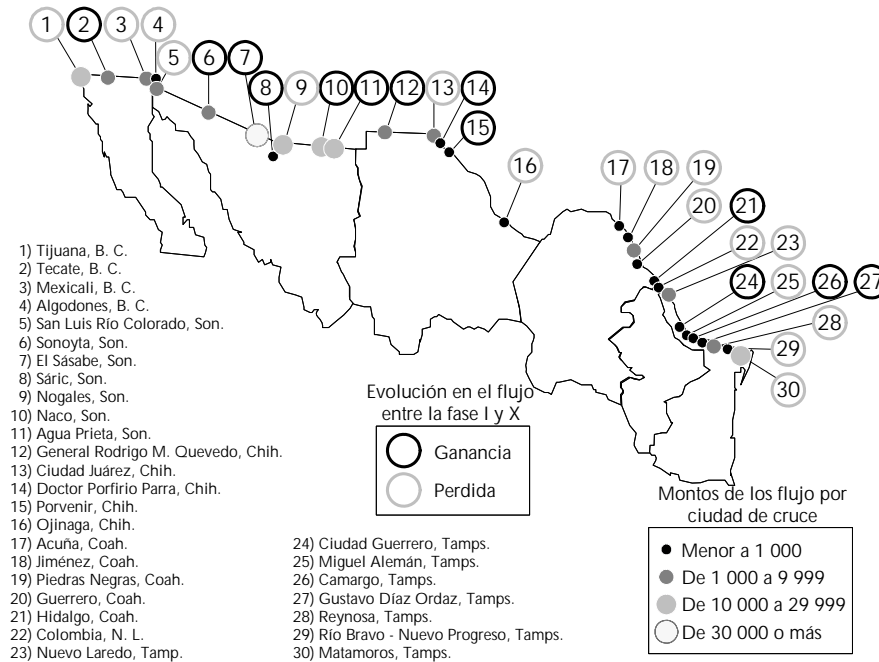 1
2
3
4
5
6
7
8
9
10
11
12
13
14
15
16
17
18
19
20
21
22
23
24
25
26
27
28
29
30
1) Tijuana, B. C.
2) Tecate, B. C.
3) Mexicali, B. C.
4) Algodones, B. C.
5) San Luis Río Colorado, Son.
6) Sonoyta, Son.
7) El Sásabe, Son.
8) Sáric, Son.
9) Nogales, Son.
10) Naco, Son.
11) Agua Prieta, Son.
12) General Rodrigo M. Quevedo, Chih.
13) Ciudad Juárez, Chih.
14) Doctor Porfirio Parra, Chih.
15) Porvenir, Chih.
16) Ojinaga, Chih.
17) Acuña, Coah.
18) Jiménez, Coah.
19) Piedras Negras, Coah.
20) Guerrero, Coah.
21) Hidalgo, Coah.
22) Colombia, N. L.
23) Nuevo Laredo, Tamp.
24) Ciudad Guerrero, Tamps.
25) Miguel Alemán, Tamps.
26) Camargo, Tamps.
27) Gustavo Díaz Ordaz, Tamps.
28) Reynosa, Tamps.
29) Río Bravo - Nuevo Progreso, Tamps.
30) Matamoros, Tamps.
Evolución en el flujo
entre la fase I y X
Ganancia
Perdida
Montos de los flujo por
ciudad de cruce
Menor a 1 000
De 1 000 a 9 999
De 10 000 a 29 999
De 30 000 o más